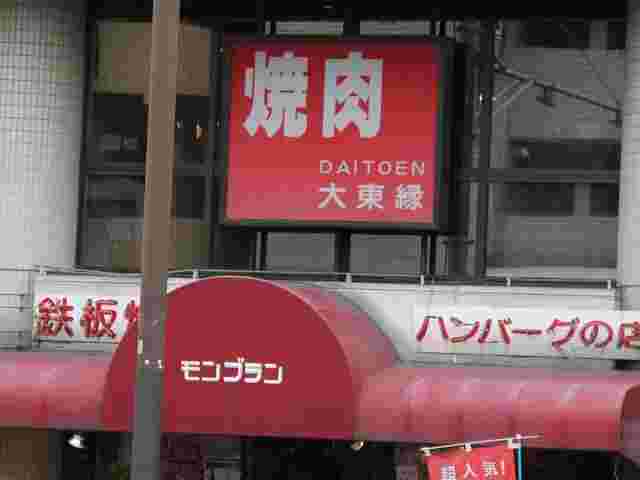 焼肉
DAITOEN
大東縁
鉄板焼
ハンバーグの店
モンブラン
超人気!